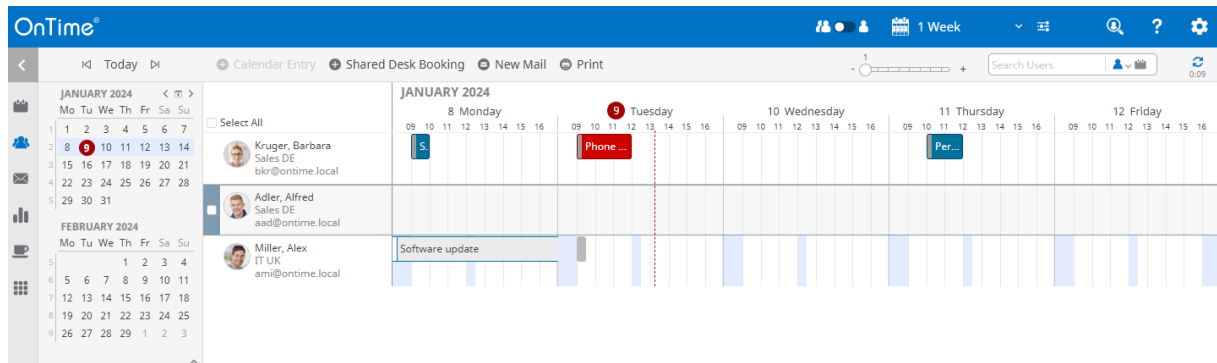 OnTime®
1 Week
?
Today
Calendar Entry
Shared Desk Booking
New Mail
Print
1
- +
Search Users
0:09
JANUARY 2024
Mo Tu We Th Fr Sa Su
1 1 2 3 4 5 6 7
2 8 9 10 11 12 13 14
3 15 16 17 18 19 20 21
4 22 23 24 25 26 27 28
5 29 30 31
FEBRUARY 2024
Mo Tu We Th Fr Sa Su
5 1 2 3 4
6 5 6 7 8 9 10 11
7 12 13 14 15 16 17 18
8 19 20 21 22 23 24 25
9 26 27 28 29 1 2 3
Select All
JANUARY 2024
8 Monday
9 Tuesday
10 Wednesday
11 Thursday
12 Friday
09 10 11 12 13 14 15 16
09 10 11 12 13 14 15 16
09 10 11 12 13 14 15 16
09 10 11 12 13 14 15 16
09 10 11 12 13 14 15 16
Kruger, Barbara
Sales DE
bkr@ontime.local
S.
Phone ...
Per...
Adler, Alfred
Sales DE
aad@ontime.local
Miller, Alex
IT UK
ami@ontime.local
Software update